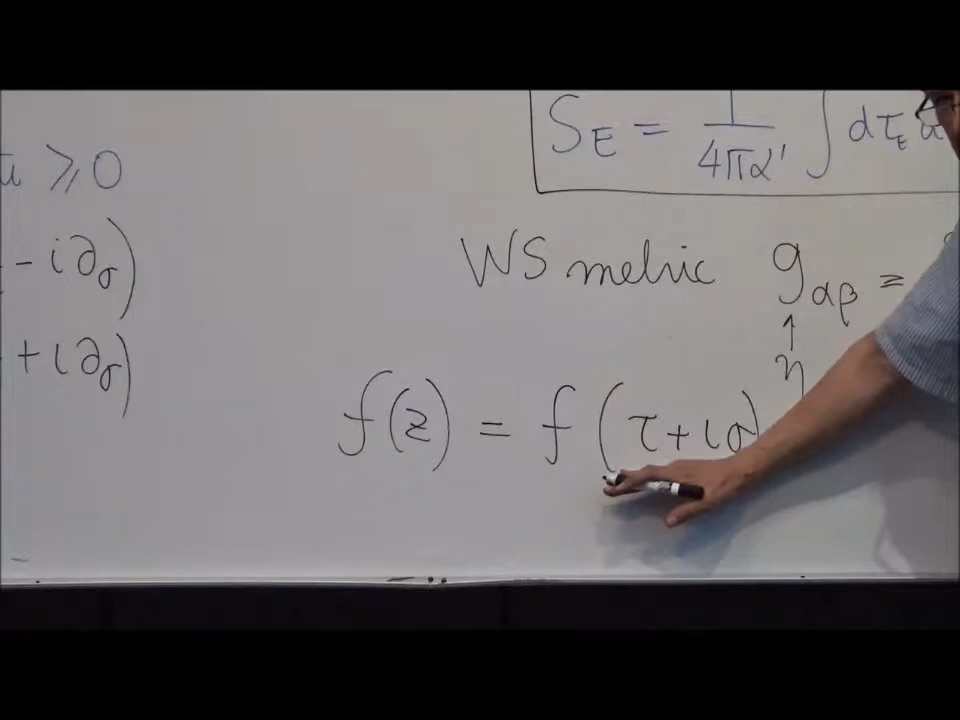 S_E = 1/4πα' ∫ dτ_E d
≥ 0
- i∂_σ)
WS metric g_αβ =
↑
η
+ i∂_σ)
f(z) = f(τ+iσ)